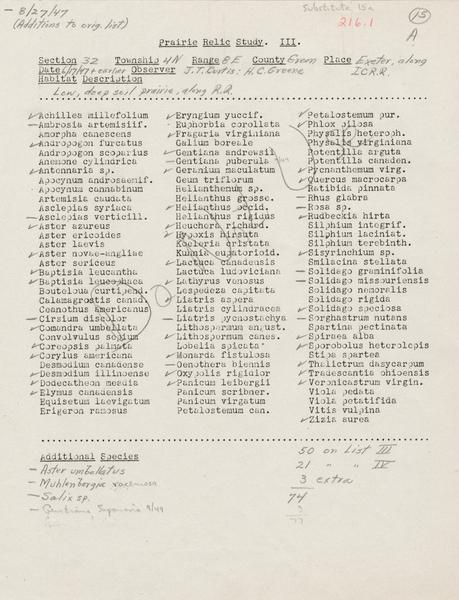 - 8/27/47
(Additions to orig. list)
Substitute 15a
216.1
15
A
Prairie Relic Study. III.
Section 32 Township 4N Range 8E County Green Place Exeter, along
Date 6/7/47 + earlier Observer J.T. Curtis: H.C. Greene I.C.R.R.
Habitat Description
Low, deep soil prairie, along R.R.
✓ Achillea millefolium
— Ambrosia artemisiif.
Amorpha canescens
✓ Andropogon furcatus
Andropogon scoparius
Anemone cylindrica
✓ Antennaria sp.
Apocynum androsaemif.
Apocynum cannabinum
Artemisia caudata
Asclepias syriaca
— Asclepias verticill.
✓ Aster azureus
Aster ericoides
Aster laevis
✓ Aster novae-angliae
Aster sericeus
✓ Baptisia leucantha
✓ Baptisia leucophaea
Bouteloua curtipend.
Calamagrostis canad.
Ceanothus americanus
— Cirsium discolor
✓ Comandra umbellata
Convolvulus sepium
✓ Coreopsis palmata
✓ Corylus americana
Desmodium canadense
✓ Desmodium illinoense
✓ Dodecatheon meadia
✓ Elymus canadensis
Equisetum laevigatum
Erigeron ramosus
✓ Eryngium yuccif.
✓ Euphorbia corollata
✓ Fragaria virginiana
Galium boreale
✓ Gentiana andrewsii
— Gentiana puberula
✓ Geranium maculatum
Geum triflorum
✓ Helianthemum sp.
✓ Helianthus grosse.
✓ Helianthus occid.
Helianthus rigidus
✓ Heuchera richard.
✓ Hypoxis hirsuta
Koeleria cristata
Kuhnia eupatorioid.
✓ Lactuca canadensis
Lactuca ludoviciana
✓ Lathyrus venosus
Lespedeza capitata
✓ Liatris aspera
Liatris cylindracea
— Liatris pycnostachya
Lithospermum angust.
✓ Lithospermum canes.
Lobelia spicata
✓ Monarda fistulosa
— Oenothera biennis
✓ Oxypolis rigidor
✓ Panicum leibergii
Panicum scribner.
Panicum virgatum
Petalostemum can.
✓ Petalostemum pur.
✓ Phlox pilosa
Physalis heteroph.
Physalis virginiana
Potentilla arguta
Potentilla canaden.
✓ Prenanthemum virg.
✓ Quercus macrocarpa
✓ Ratibida pinnata
— Rhus glabra
— Rosa sp.
✓ Rudbeckia hirta
Silphium integrif.
✓ Silphium laciniat.
Silphium terebinth.
✓ Sisyrinchium sp.
Smilacina stellata
— Solidago graminifolia
— Solidago missouriensis
Solidago nemoralis
Solidago rigida
✓ Solidago speciosa
— Sorghastrum nutans
Spartina pectinata
✓ Spiraea alba
✓ Sporobolus heterolepis
Stipa spartea
✓ Thalictrum dasycarpum
✓ Tradescantia ohioensis
✓ Veronicastrum virgin.
Viola pedata
Viola pedatifida
Vitis vulpina
✓ Zizia aurea
Additional Species
— Aster umbellatus
— Muhlenbergia racemosa
— Salix sp.
— Gentiana Saponaria 9/49
50 on List III
21 " " IV
3 extra
74
3
77